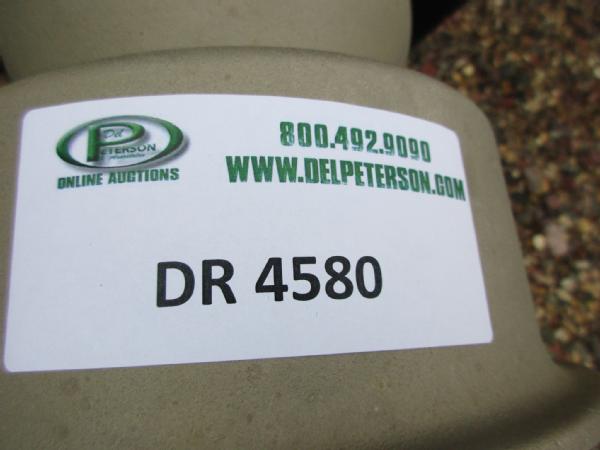 Del
PETERSON
ONLINE AUCTIONS
800.492.9090
WWW.DELPETERSON.COM
DR 4580